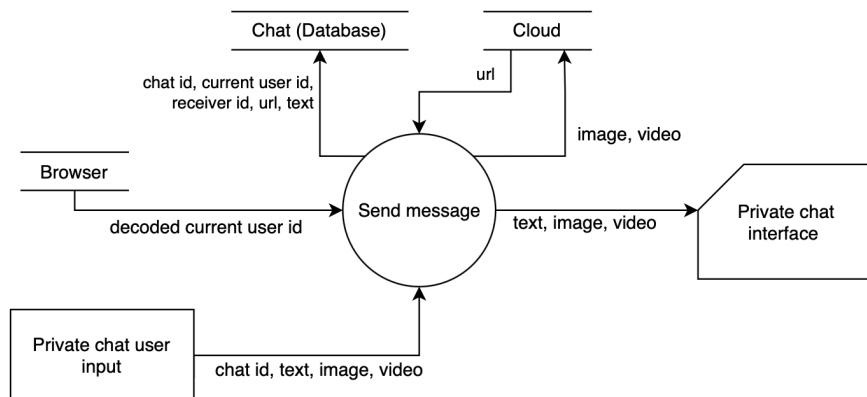 Chat (Database)
Cloud
chat id, current user id,
receiver id, url, text
url
image, video
Browser
decoded current user id
Send message
text, image, video
Private chat
interface
Private chat user
input
chat id, text, image, video